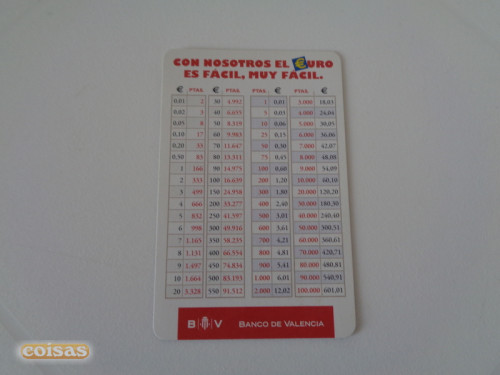 CON NOSOTROS EL €URO
ES FÁCIL, MUY FÁCIL.
€ PTAS. € PTAS. PTAS. € PTAS. €
0,01 2 30 4.992 1 0,01 3.000 18,03
0,02 3 40 6.655 5 0,03 4.000 24,04
0,05 8 50 8.319 10 0,06 5.000 30,05
0,10 17 60 9.983 25 0,15 6.000 36,06
0,20 33 70 11.647 50 0,30 7.000 42,07
0,50 83 80 13.311 75 0,45 8.000 48,08
1 166 90 14.975 100 0,60 9.000 54,09
2 333 100 16.639 200 1,20 10.000 60,10
3 499 150 24.958 300 1,80 20.000 120,20
4 666 200 33.277 400 2,40 30.000 180,30
5 832 250 41.597 500 3,01 40.000 240,40
6 998 300 49.916 600 3,61 50.000 300,51
7 1.165 350 58.235 700 4,21 60.000 360,61
8 1.331 400 66.554 800 4,81 70.000 420,71
9 1.497 450 74.874 900 5,41 80.000 480,81
10 1.664 500 83.193 1.000 6,01 90.000 540,91
20 3.328 550 91.512 2.000 12,02 100.000 601,01
B V BANCO DE VALENCIA
coisas